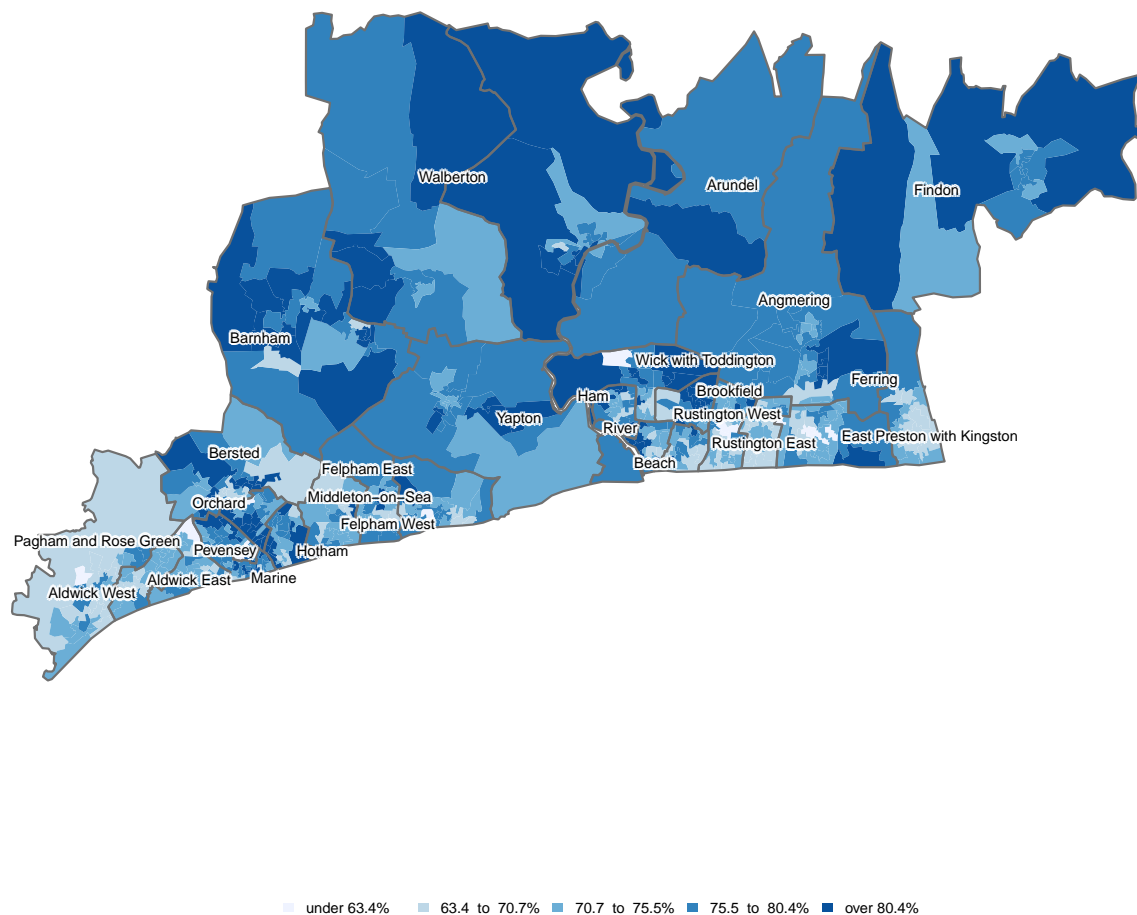 Walberton
Arundel
Findon
Angmering
Barnham
Wick with Toddington
Ferring
Brookfield
Ham
Rustington West
Yapton
River
East Preston with Kingston
Rustington East
Bersted
Beach
Felpham East
Middleton−on−Sea
Orchard
Felpham West
Pagham and Rose Green
Pevensey
Hotham
Aldwick East
Marine
Aldwick West
under 63.4% 63.4 to 70.7% 70.7 to 75.5% 75.5 to 80.4% over 80.4%